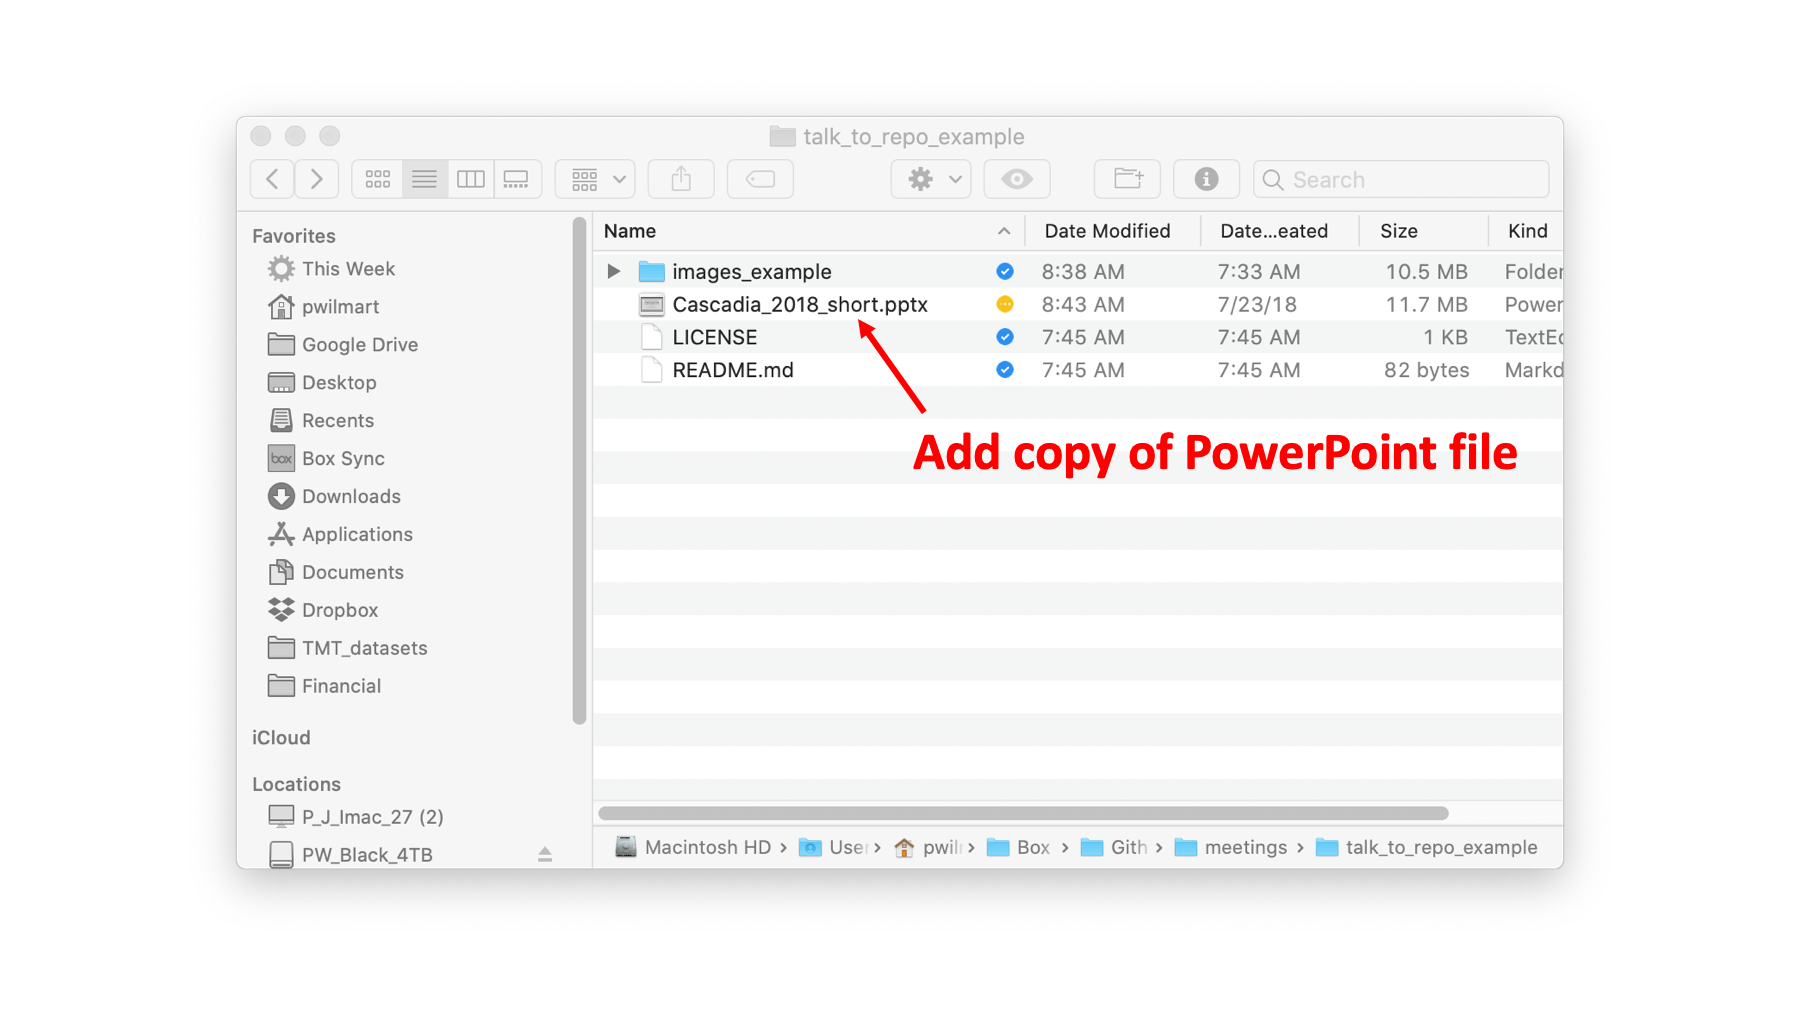 talk_to_repo_example
Search
Favorites
This Week
pwilmart
Google Drive
Desktop
Recents
box Box Sync
Downloads
Applications
Documents
Dropbox
TMT_datasets
Financial
iCloud
Locations
P_J_Imac_27 (2)
PW_Black_4TB
Name Date Modified Date...eated Size Kind
images_example 8:38 AM 7:33 AM 10.5 MB Folder
Cascadia_2018_short.pptx 8:43 AM 7/23/18 11.7 MB Power
LICENSE 7:45 AM 7:45 AM 1 KB TextEd
README.md 7:45 AM 7:45 AM 82 bytes Markd
Add copy of PowerPoint file
Macintosh HD › User › pwilr › Box › Gith › meetings › talk_to_repo_example